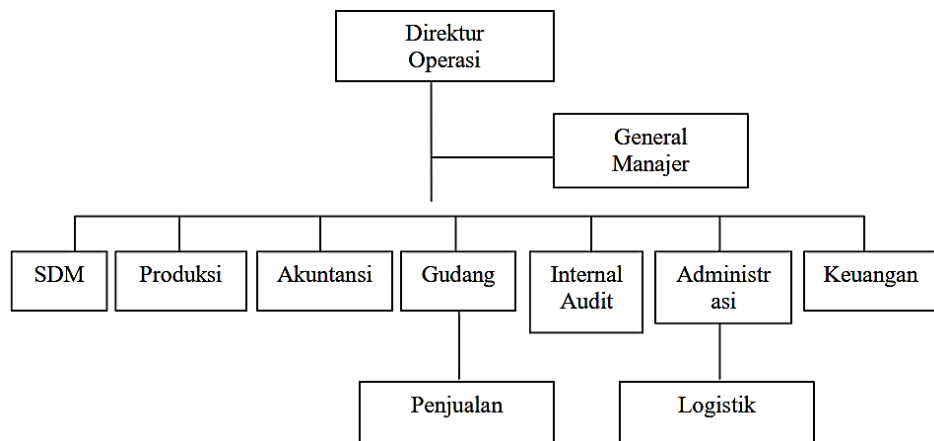 Direktur
Operasi
General
Manajer
SDM
Produksi
Akuntansi
Gudang
Internal
Audit
Administr
asi
Keuangan
Penjualan
Logistik